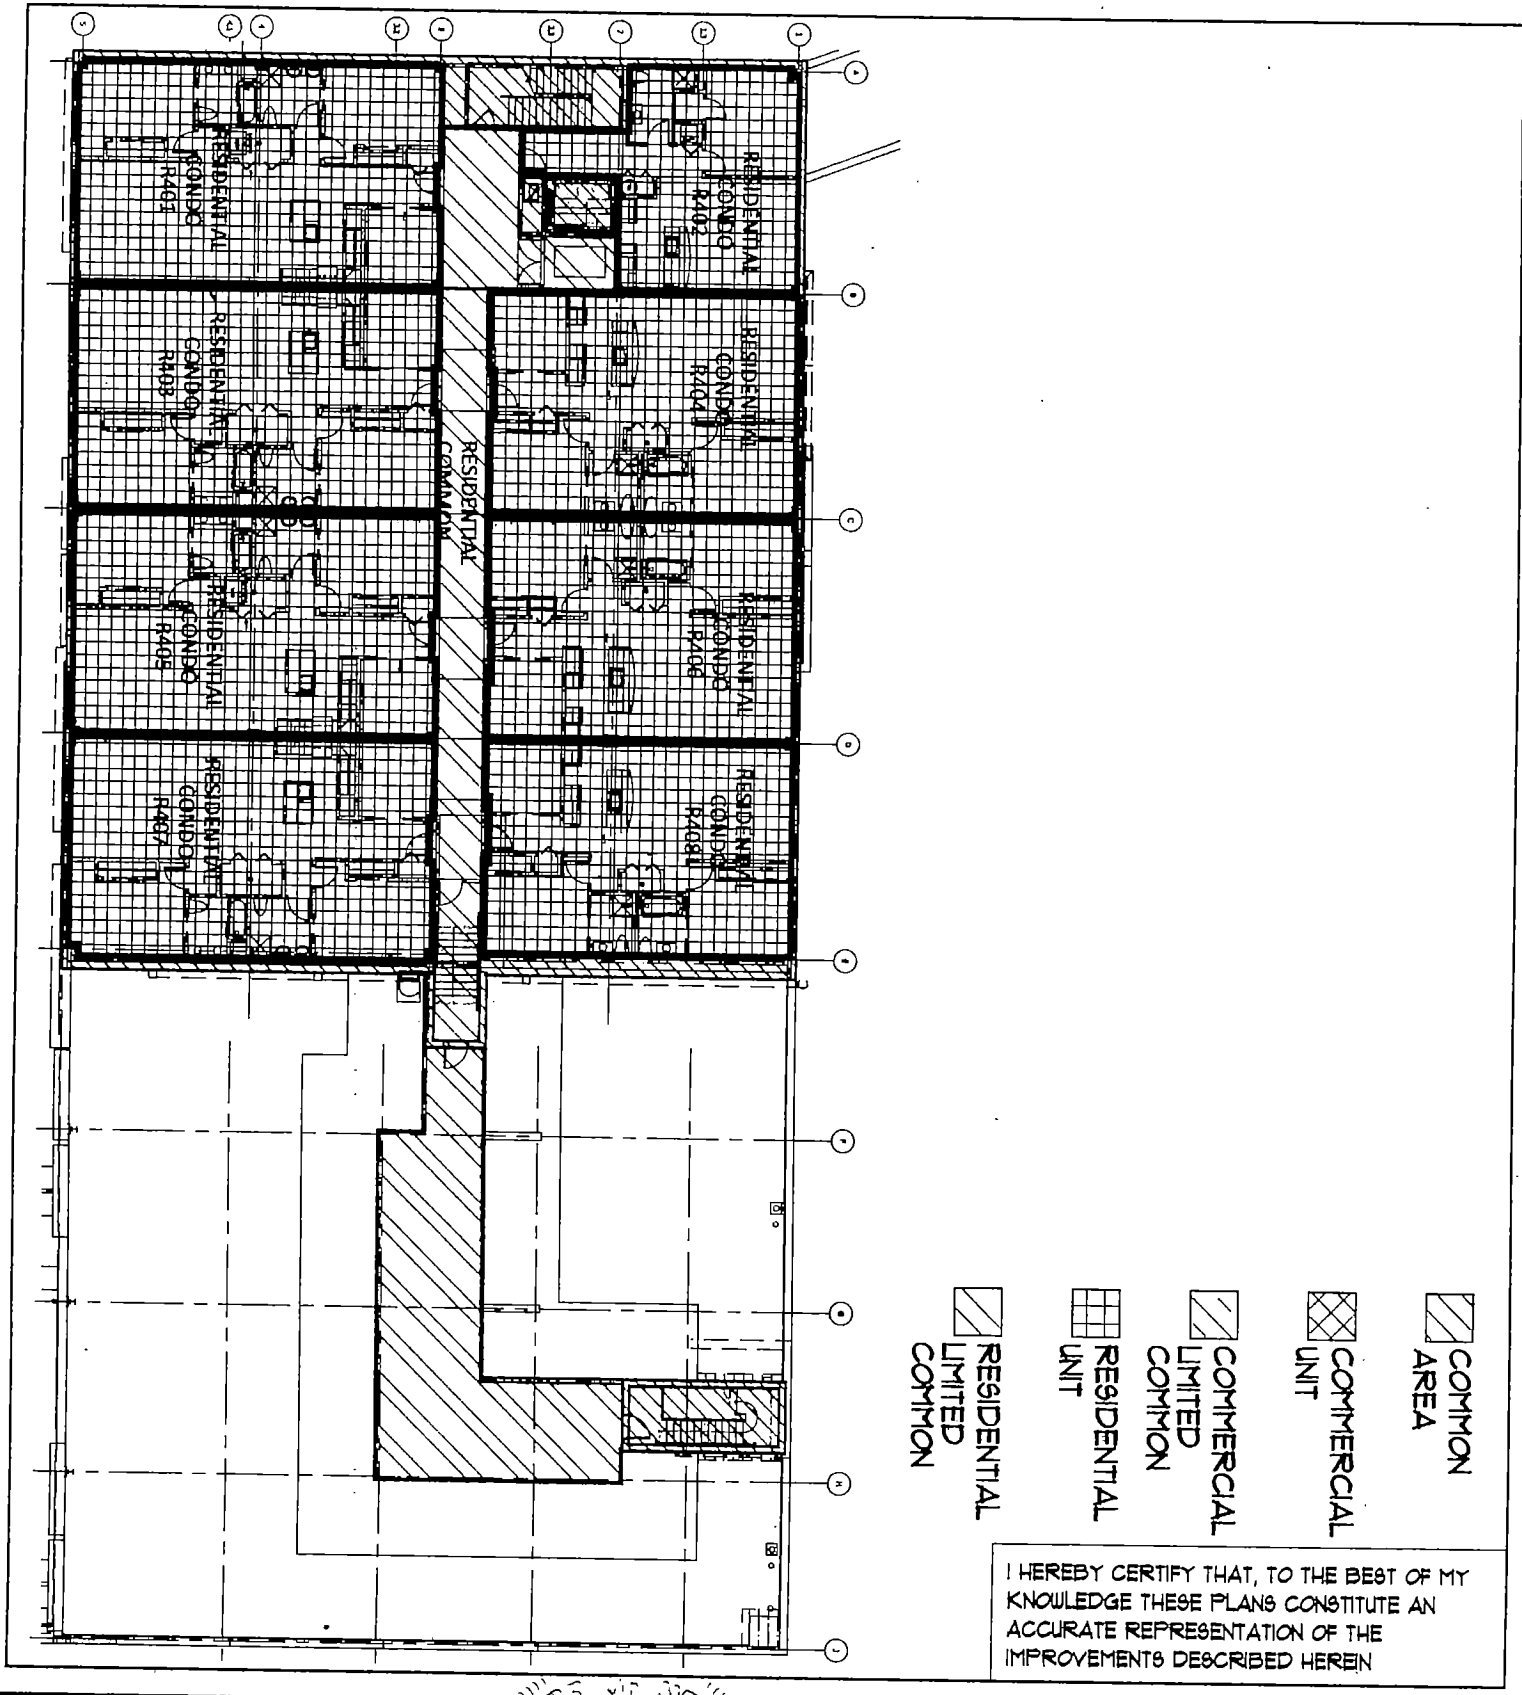 RESIDENTIAL
CONDO
R401
RESIDENTIAL
CONDO
R402
RESIDENTIAL
CONDO
R403
RESIDENTIAL
CONDO
R404
RESIDENTIAL
COMMON
RESIDENTIAL
CONDO
R405
RESIDENTIAL
CONDO
R406
RESIDENTIAL
CONDO
R407
RESIDENTIAL
CONDO
R408
COMMON
AREA
COMMERCIAL
UNIT
COMMERCIAL
LIMITED
COMMON
RESIDENTIAL
UNIT
RESIDENTIAL
LIMITED
COMMON
I HEREBY CERTIFY THAT, TO THE BEST OF MY
KNOWLEDGE THESE PLANS CONSTITUTE AN
ACCURATE REPRESENTATION OF THE
IMPROVEMENTS DESCRIBED HEREIN